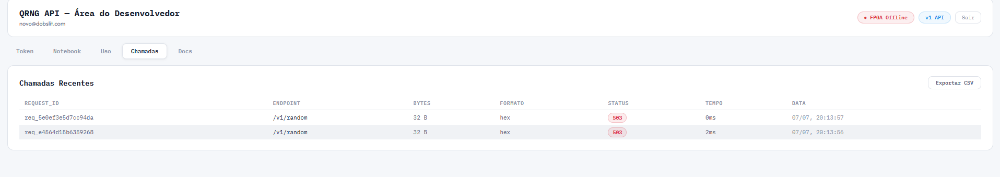 QRNG API — Área do Desenvolvedor
novo@dobslit.com
● FPGA Offline
v1 API
Sair
Token
Notebook
Uso
Chamadas
Docs
Chamadas Recentes
Exportar CSV
REQUEST_ID ENDPOINT BYTES FORMATO STATUS TEMPO DATA
req_5e0ef3e5d7cc94da /v1/random 32 B hex 503 0ms 07/07, 20:13:57
req_e4564d15b6359268 /v1/random 32 B hex 503 2ms 07/07, 20:13:56